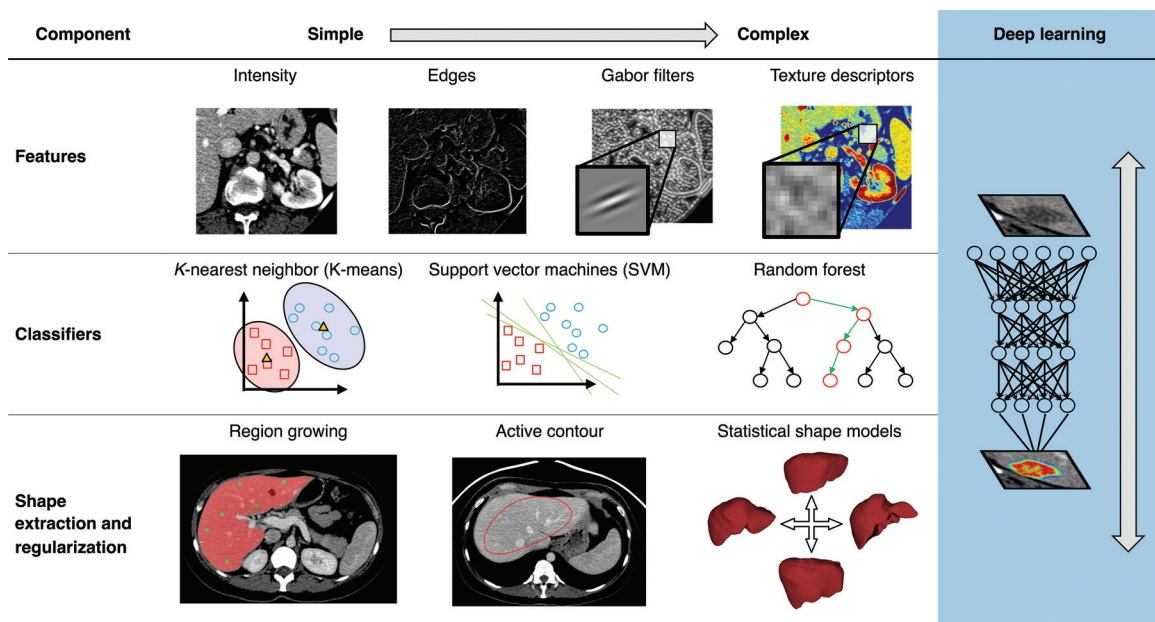 Component
Simple
Complex
Deep learning
Intensity
Edges
Gabor filters
Texture descriptors
Features
K-nearest neighbor (K-means)
Support vector machines (SVM)
Random forest
Classifiers
Region growing
Active contour
Statistical shape models
Shape
extraction and
regularization